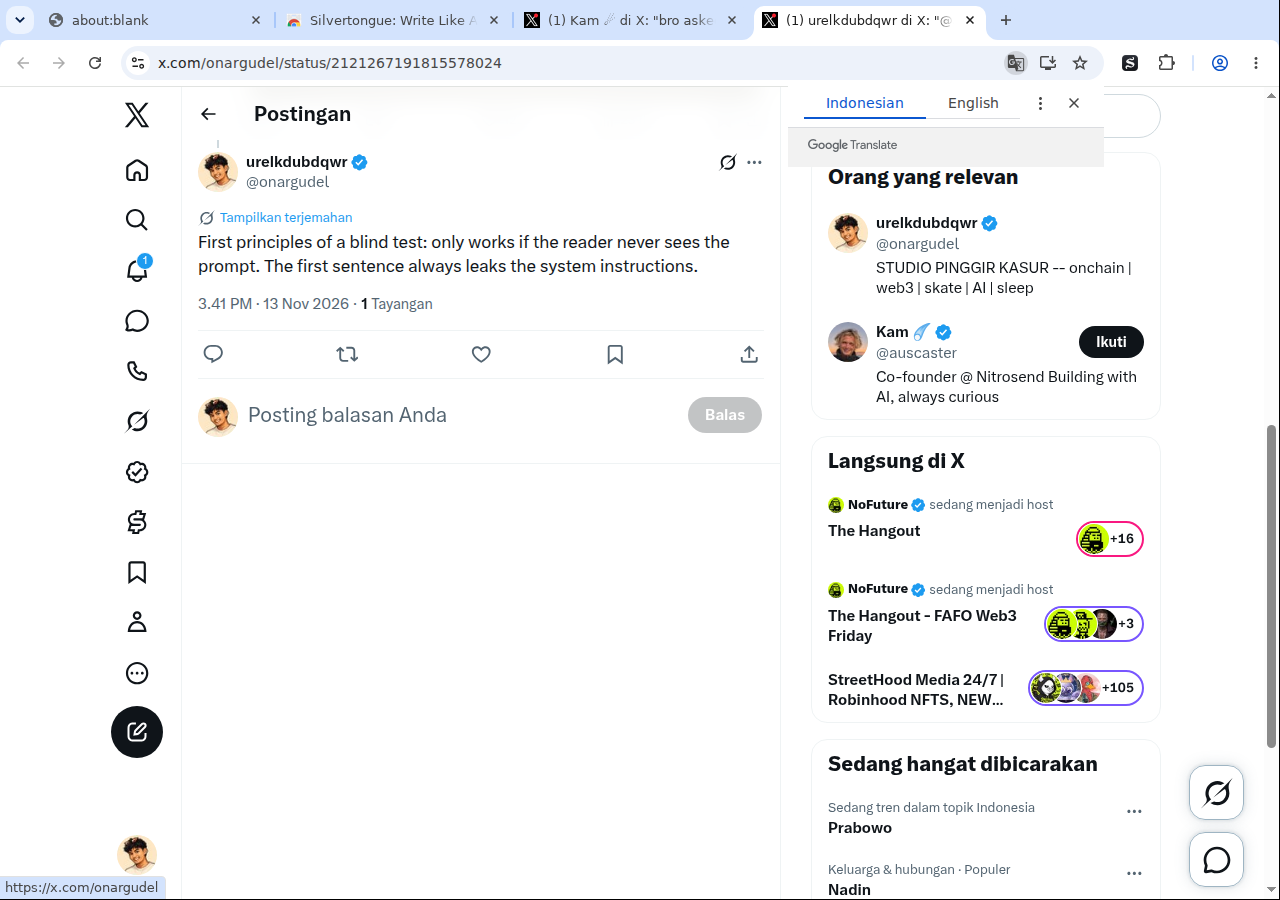 about:blank
Silvertongue: Write Like A
(1) Kam ☄ di X: "bro aske
(1) urelkdubdqwr di X: "@
x.com/onargudel/status/2121267191815578024
Indonesian
English
Google Translate
Postingan
urelkdubdqwr
@onargudel
Tampilkan terjemahan
First principles of a blind test: only works if the reader never sees the
prompt. The first sentence always leaks the system instructions.
3.41 PM · 13 Nov 2026 · 1 Tayangan
Posting balasan Anda
Balas
1
Orang yang relevan
urelkdubdqwr
@onargudel
STUDIO PINGGIR KASUR -- onchain |
web3 | skate | AI | sleep
Kam ☄
@auscaster
Ikuti
Co-founder @ Nitrosend Building with
AI, always curious
Langsung di X
NoFuture sedang menjadi host
The Hangout
+16
NoFuture sedang menjadi host
The Hangout - FAFO Web3
Friday
+3
StreetHood Media 24/7 |
Robinhood NFTS, NEW...
+105
Sedang hangat dibicarakan
Sedang tren dalam topik Indonesia
Prabowo
Keluarga & hubungan · Populer
Nadin
https://x.com/onargudel